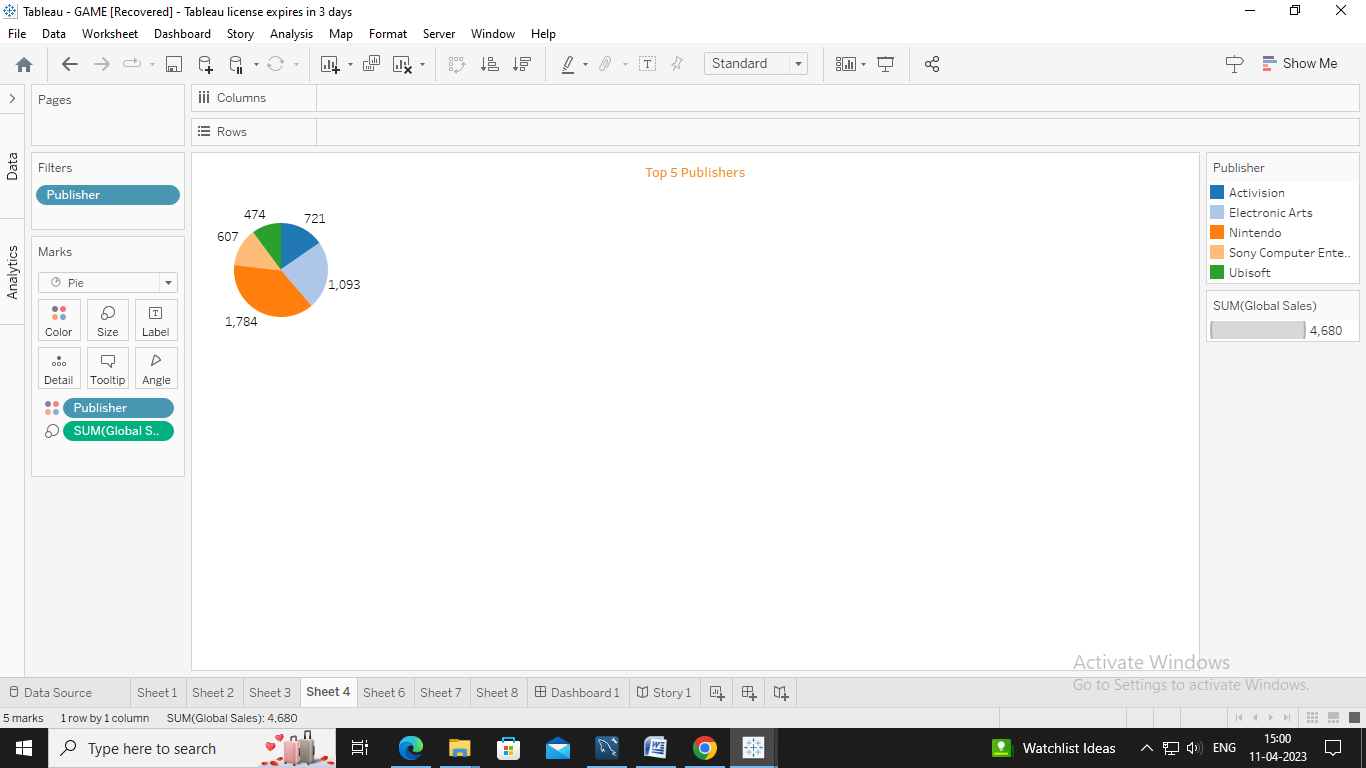 Tableau - GAME [Recovered] - Tableau license expires in 3 days
File Data Worksheet Dashboard Story Analysis Map Format Server Window Help
Standard
Show Me
Pages
Columns
Rows
Data
Analytics
Filters
Publisher
Marks
Pie
Color Size Label
Detail Tooltip Angle
Publisher
SUM(Global S..
Top 5 Publishers
474
721
607
1,093
1,784
Publisher
Activision
Electronic Arts
Nintendo
Sony Computer Ente..
Ubisoft
SUM(Global Sales)
4,680
Activate Windows
Go to Settings to activate Windows.
Data Source Sheet 1 Sheet 2 Sheet 3 Sheet 4 Sheet 6 Sheet 7 Sheet 8 Dashboard 1 Story 1
5 marks 1 row by 1 column SUM(Global Sales): 4,680
Type here to search
Watchlist Ideas
ENG
15:00
11-04-2023